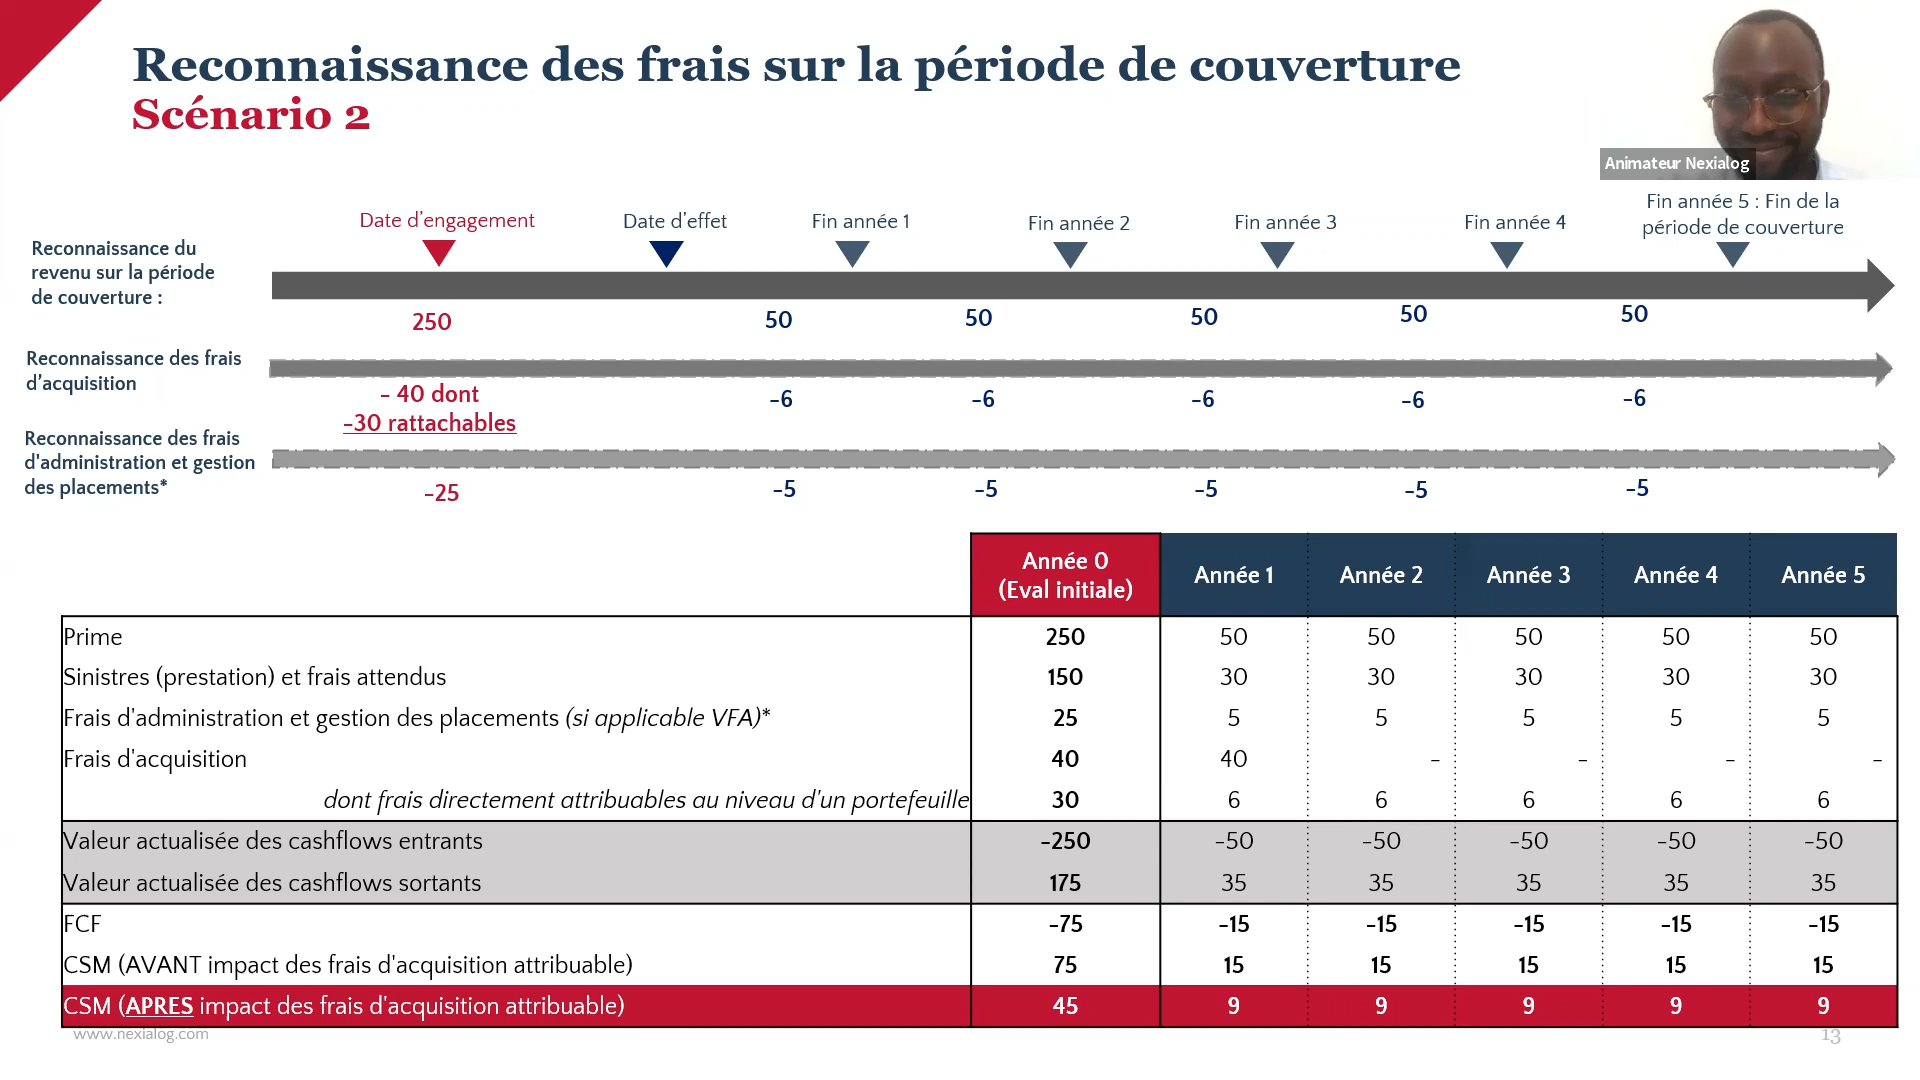 Reconnaissance des frais sur la période de couverture
Scénario 2
Animateur Nexialog
Date d'engagement
Date d'effet
Fin année 1
Fin année 2
Fin année 3
Fin année 4
Fin année 5 : Fin de la
période de couverture
Reconnaissance du
revenu sur la période
de couverture :
250
50
50
50
50
50
Reconnaissance des frais
d'acquisition
- 40 dont
-30 rattachables
-6
-6
-6
-6
-6
Reconnaissance des frais
d'administration et gestion
des placements*
-25
-5
-5
-5
-5
-5
Année 0
(Eval initiale)
Année 1
Année 2
Année 3
Année 4
Année 5
Prime 250 50 50 50 50 50
Sinistres (prestation) et frais attendus 150 30 30 30 30 30
Frais d'administration et gestion des placements (si applicable VFA)* 25 5 5 5 5 5
Frais d'acquisition 40 40 - - - -
dont frais directement attribuables au niveau d'un portefeuille 30 6 6 6 6 6
Valeur actualisée des cashflows entrants -250 -50 -50 -50 -50 -50
Valeur actualisée des cashflows sortants 175 35 35 35 35 35
FCF -75 -15 -15 -15 -15 -15
CSM (AVANT impact des frais d'acquisition attribuable) 75 15 15 15 15 15
CSM (APRES impact des frais d'acquisition attribuable) 45 9 9 9 9 9
www.nexialog.com
13